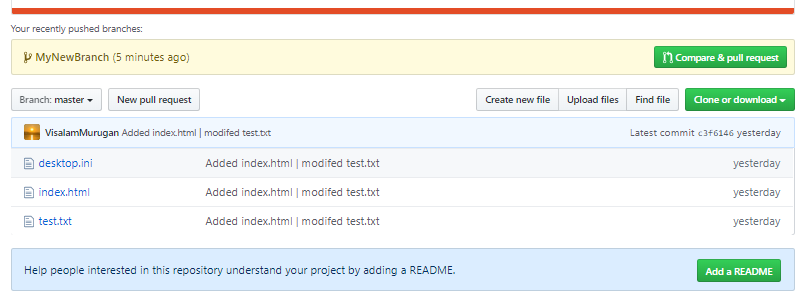 Your recently pushed branches:
MyNewBranch (5 minutes ago) Compare & pull request
Branch: master New pull request Create new file Upload files Find file Clone or download
VisalamMurugan Added index.html | modifed test.txt Latest commit c3f6146 yesterday
desktop.ini Added index.html | modifed test.txt yesterday
index.html Added index.html | modifed test.txt yesterday
test.txt Added index.html | modifed test.txt yesterday
Help people interested in this repository understand your project by adding a README. Add a README